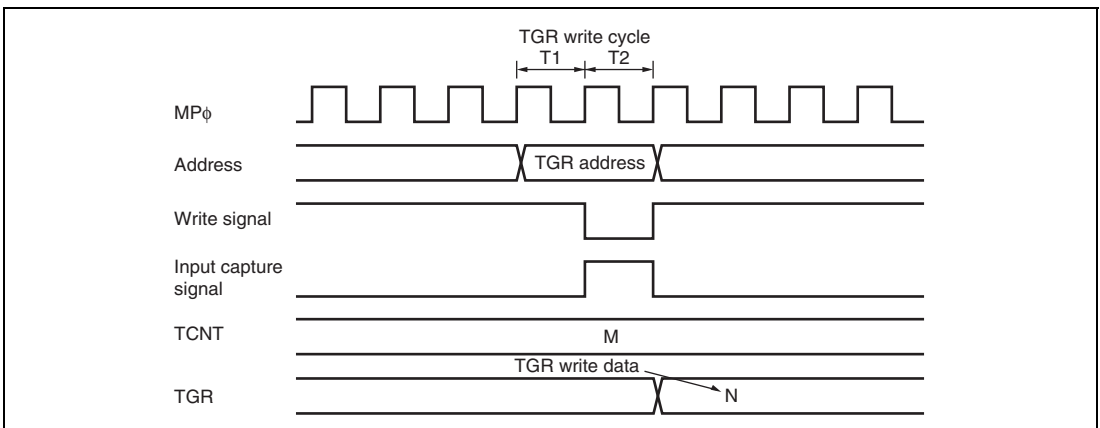 TGR write cycle
T1 T2
MPϕ
Address
TGR address
Write signal
Input capture
signal
TCNT
M
TGR write data
TGR
N